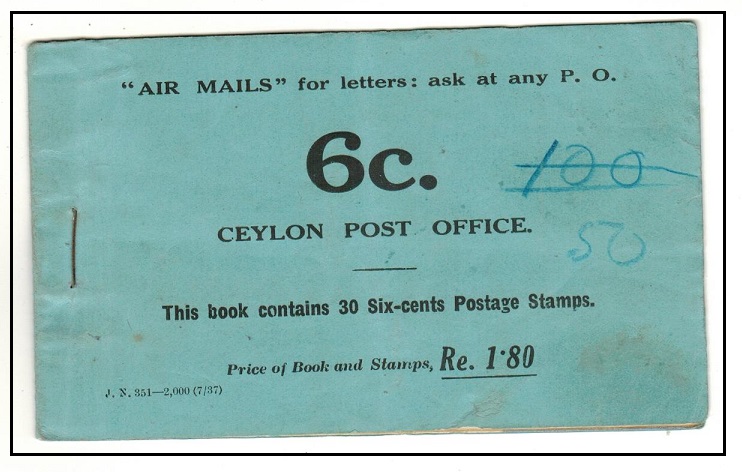 "AIR MAILS" for letters: ask at any P. O.
6c.
100
CEYLON POST OFFICE.
50
This book contains 30 Six-cents Postage Stamps.
Price of Book and Stamps, Re. 1·80
J. N. 351—2,000 (7/37)